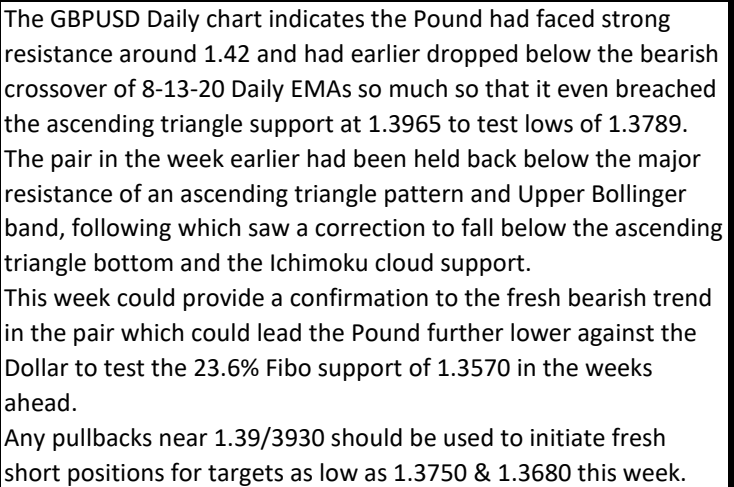 The GBPUSD Daily chart indicates the Pound had faced strong
resistance around 1.42 and had earlier dropped below the bearish
crossover of 8-13-20 Daily EMAs so much so that it even breached
the ascending triangle support at 1.3965 to test lows of 1.3789.
The pair in the week earlier had been held back below the major
resistance of an ascending triangle pattern and Upper Bollinger
band, following which saw a correction to fall below the ascending
triangle bottom and the Ichimoku cloud support.
This week could provide a confirmation to the fresh bearish trend
in the pair which could lead the Pound further lower against the
Dollar to test the 23.6% Fibo support of 1.3570 in the weeks
ahead.
Any pullbacks near 1.39/3930 should be used to initiate fresh
short positions for targets as low as 1.3750 & 1.3680 this week.